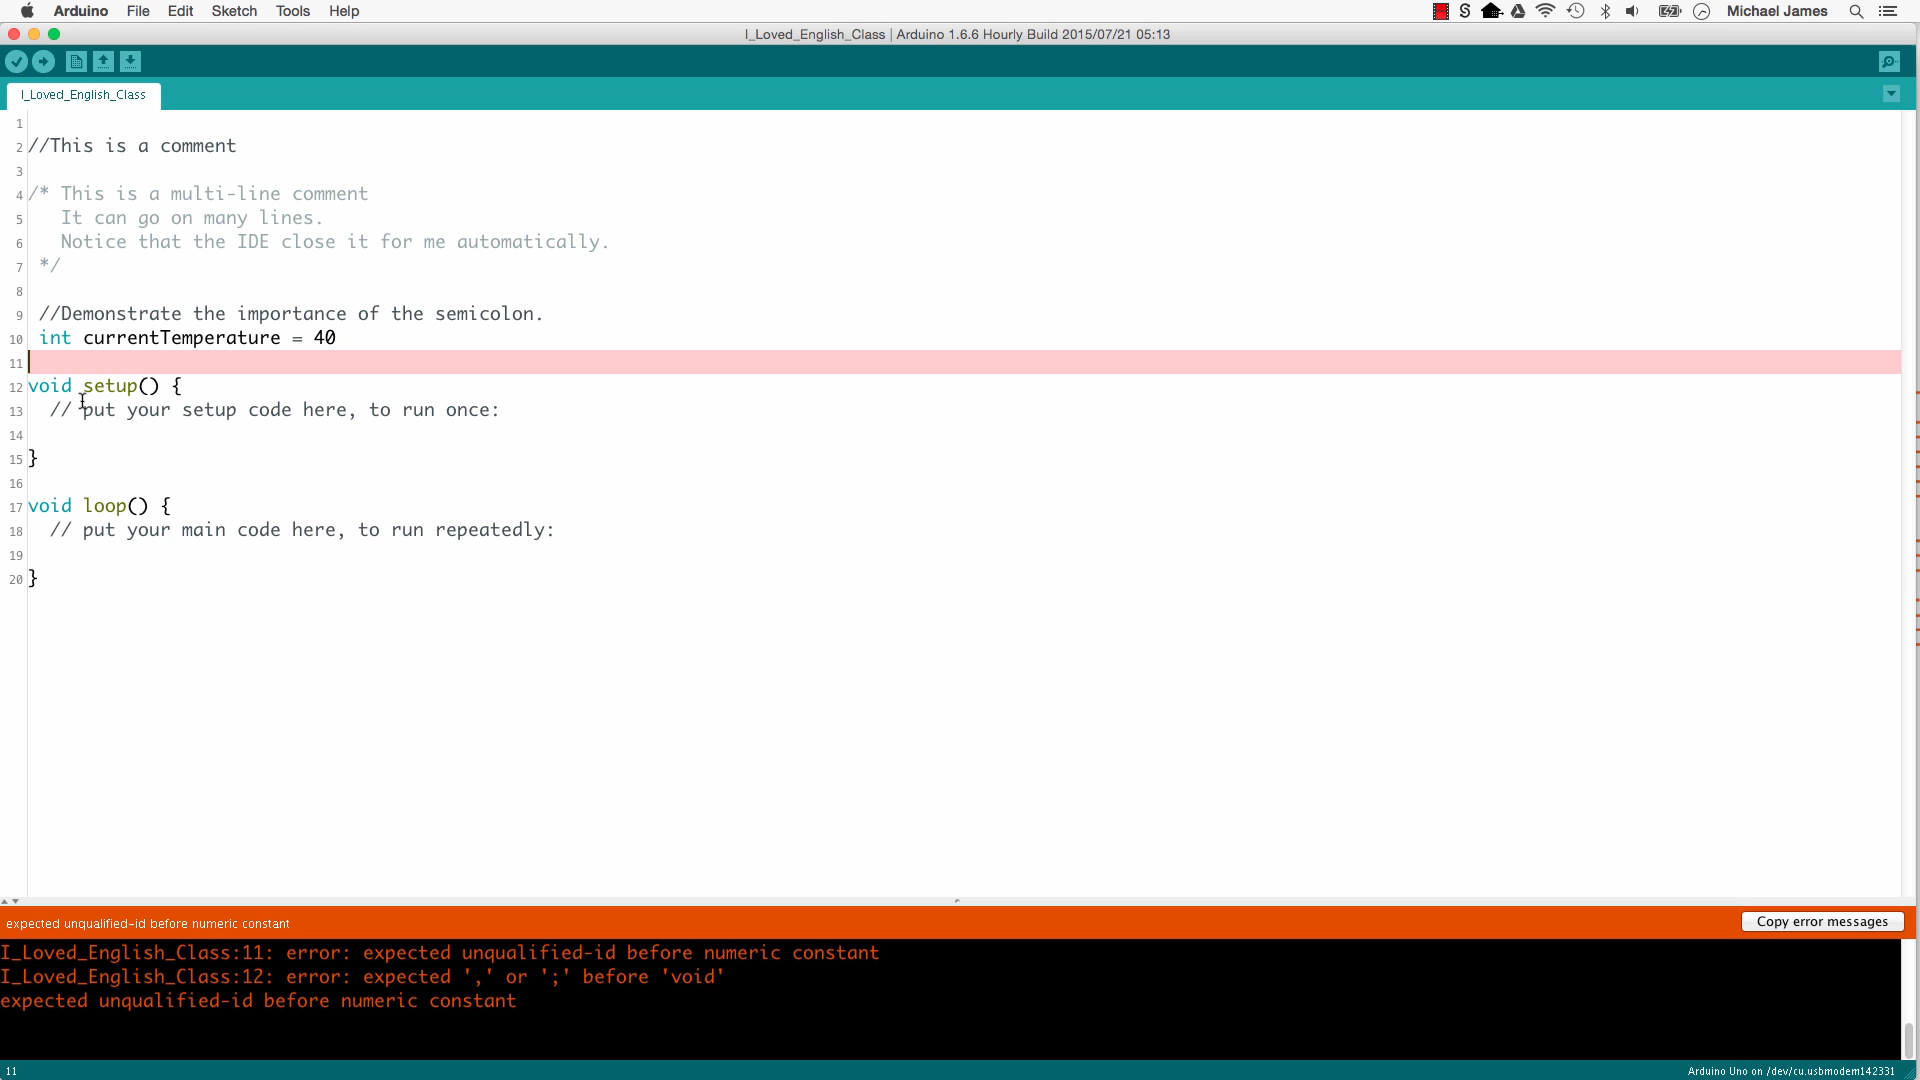 Arduino File Edit Sketch Tools Help Michael James
I_Loved_English_Class | Arduino 1.6.6 Hourly Build 2015/07/21 05:13
I_Loved_English_Class
1
2 //This is a comment
3
4 /* This is a multi-line comment
5 It can go on many lines.
6 Notice that the IDE close it for me automatically.
7 */
8
9 //Demonstrate the importance of the semicolon.
10 int currentTemperature = 40
11
12 void setup() {
13 // put your setup code here, to run once:
14
15 }
16
17 void loop() {
18 // put your main code here, to run repeatedly:
19
20 }
expected unqualified-id before numeric constant Copy error messages
I_Loved_English_Class:11: error: expected unqualified-id before numeric constant
I_Loved_English_Class:12: error: expected ',' or ';' before 'void'
expected unqualified-id before numeric constant
11 Arduino Uno on /dev/cu.usbmodem142331